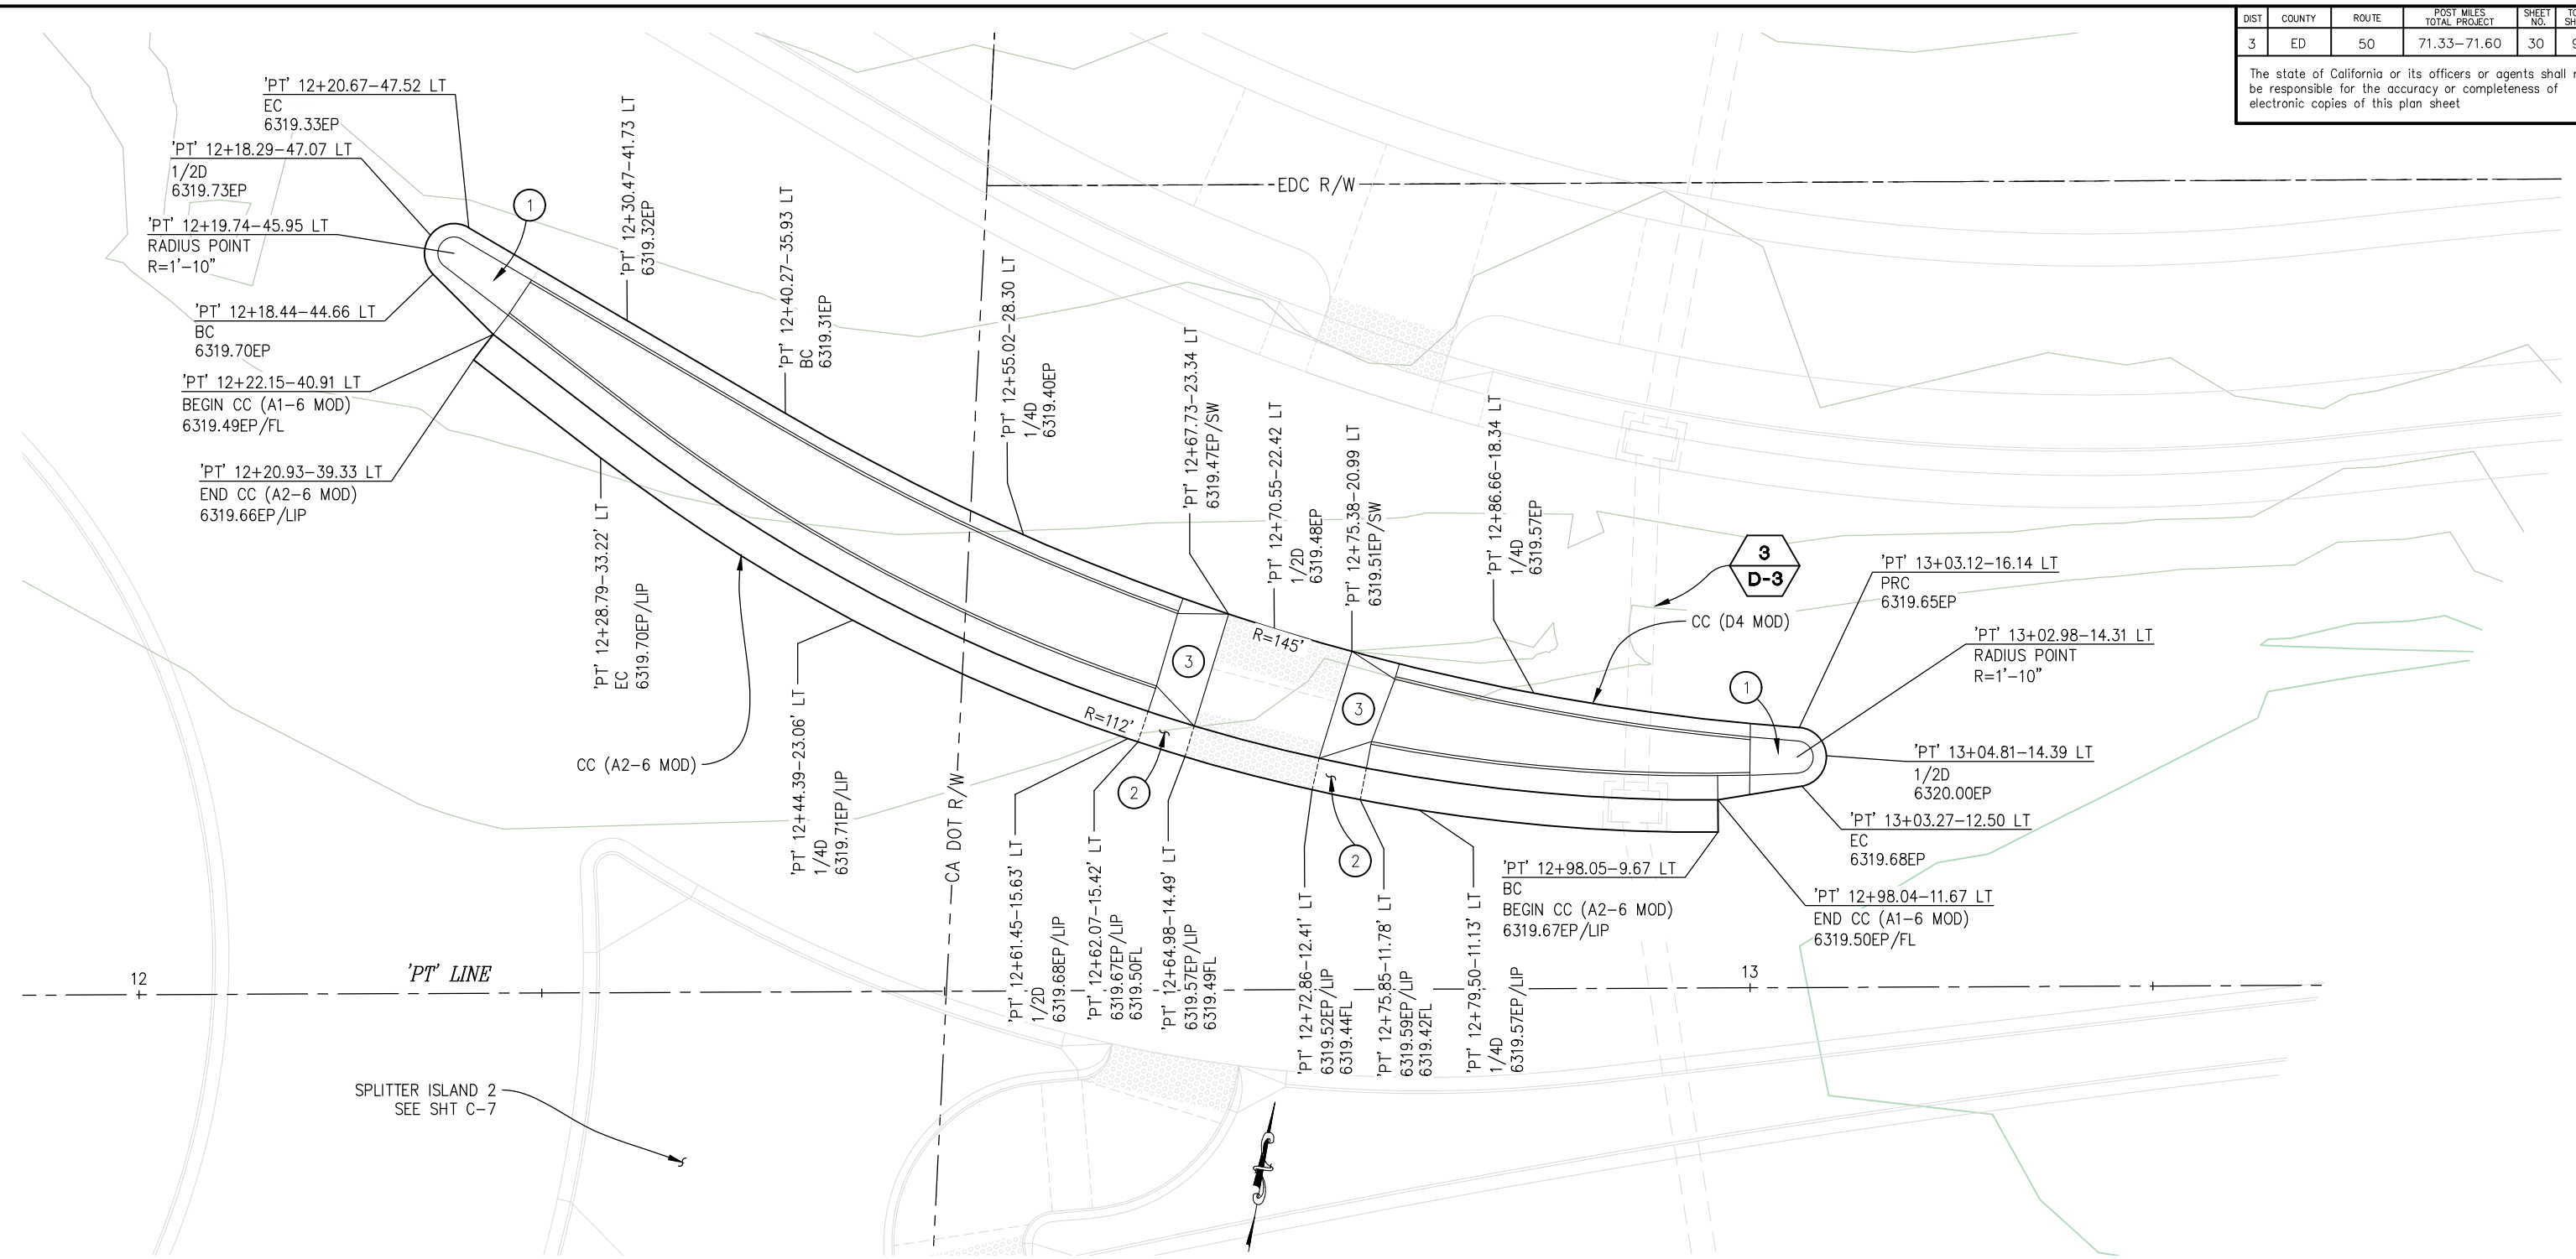 DIST COUNTY ROUTE POST MILES TOTAL PROJECT SHEET NO.
3 ED 50 71.33-71.60 30
The state of California or its officers or agents shall
be responsible for the accuracy or completeness of
electronic copies of this plan sheet
'PT' 12+20.67-47.52 LT
EC
6319.33EP
'PT' 12+18.29-47.07 LT
1/2D
6319.73EP
'PT' 12+19.74-45.95 LT
RADIUS POINT
R=1'-10"
'PT' 12+18.44-44.66 LT
BC
6319.70EP
'PT' 12+22.15-40.91 LT
BEGIN CC (A1-6 MOD)
6319.49EP/FL
'PT' 12+20.93-39.33 LT
END CC (A2-6 MOD)
6319.66EP/LIP
1
'PT' 12+30.47-41.73 LT
6319.32EP
'PT' 12+40.27-35.93 LT
BC
6319.31EP
EDC R/W
'PT' 12+55.02-28.30 LT
1/4D
6319.40EP
'PT' 12+67.73-23.34 LT
6319.47EP/SW
'PT' 12+70.55-22.42 LT
1/2D
6319.48EP
'PT' 12+75.38-20.99 LT
6319.51EP/SW
'PT' 12+86.66-18.34 LT
1/4D
6319.57EP
3
D-3
CC (D4 MOD)
'PT' 13+03.12-16.14 LT
PRC
6319.65EP
'PT' 13+02.98-14.31 LT
RADIUS POINT
R=1'-10"
1
'PT' 13+04.81-14.39 LT
1/2D
6320.00EP
'PT' 13+03.27-12.50 LT
EC
6319.68EP
'PT' 12+98.04-11.67 LT
END CC (A1-6 MOD)
6319.50EP/FL
'PT' 12+98.05-9.67 LT
BC
BEGIN CC (A2-6 MOD)
6319.67EP/LIP
R=145'
3
3
R=112'
2
2
'PT' 12+28.79-33.22' LT
EC
6319.70EP/LIP
CC (A2-6 MOD)
'PT' 12+44.39-23.06' LT
1/4D
6319.71EP/LIP
CA DOT R/W
'PT' 12+61.45-15.63' LT
1/2D
6319.68EP/LIP
'PT' 12+62.07-15.42' LT
6319.67EP/LIP
6319.50FL
'PT' 12+64.98-14.49' LT
6319.57EP/LIP
6319.49FL
'PT' 12+72.86-12.41' LT
6319.52EP/LIP
6319.44FL
'PT' 12+75.85-11.78' LT
6319.59EP/LIP
6319.42FL
'PT' 12+79.50-11.13' LT
1/4D
6319.57EP/LIP
12
'PT' LINE
13
SPLITTER ISLAND 2
SEE SHT C-7